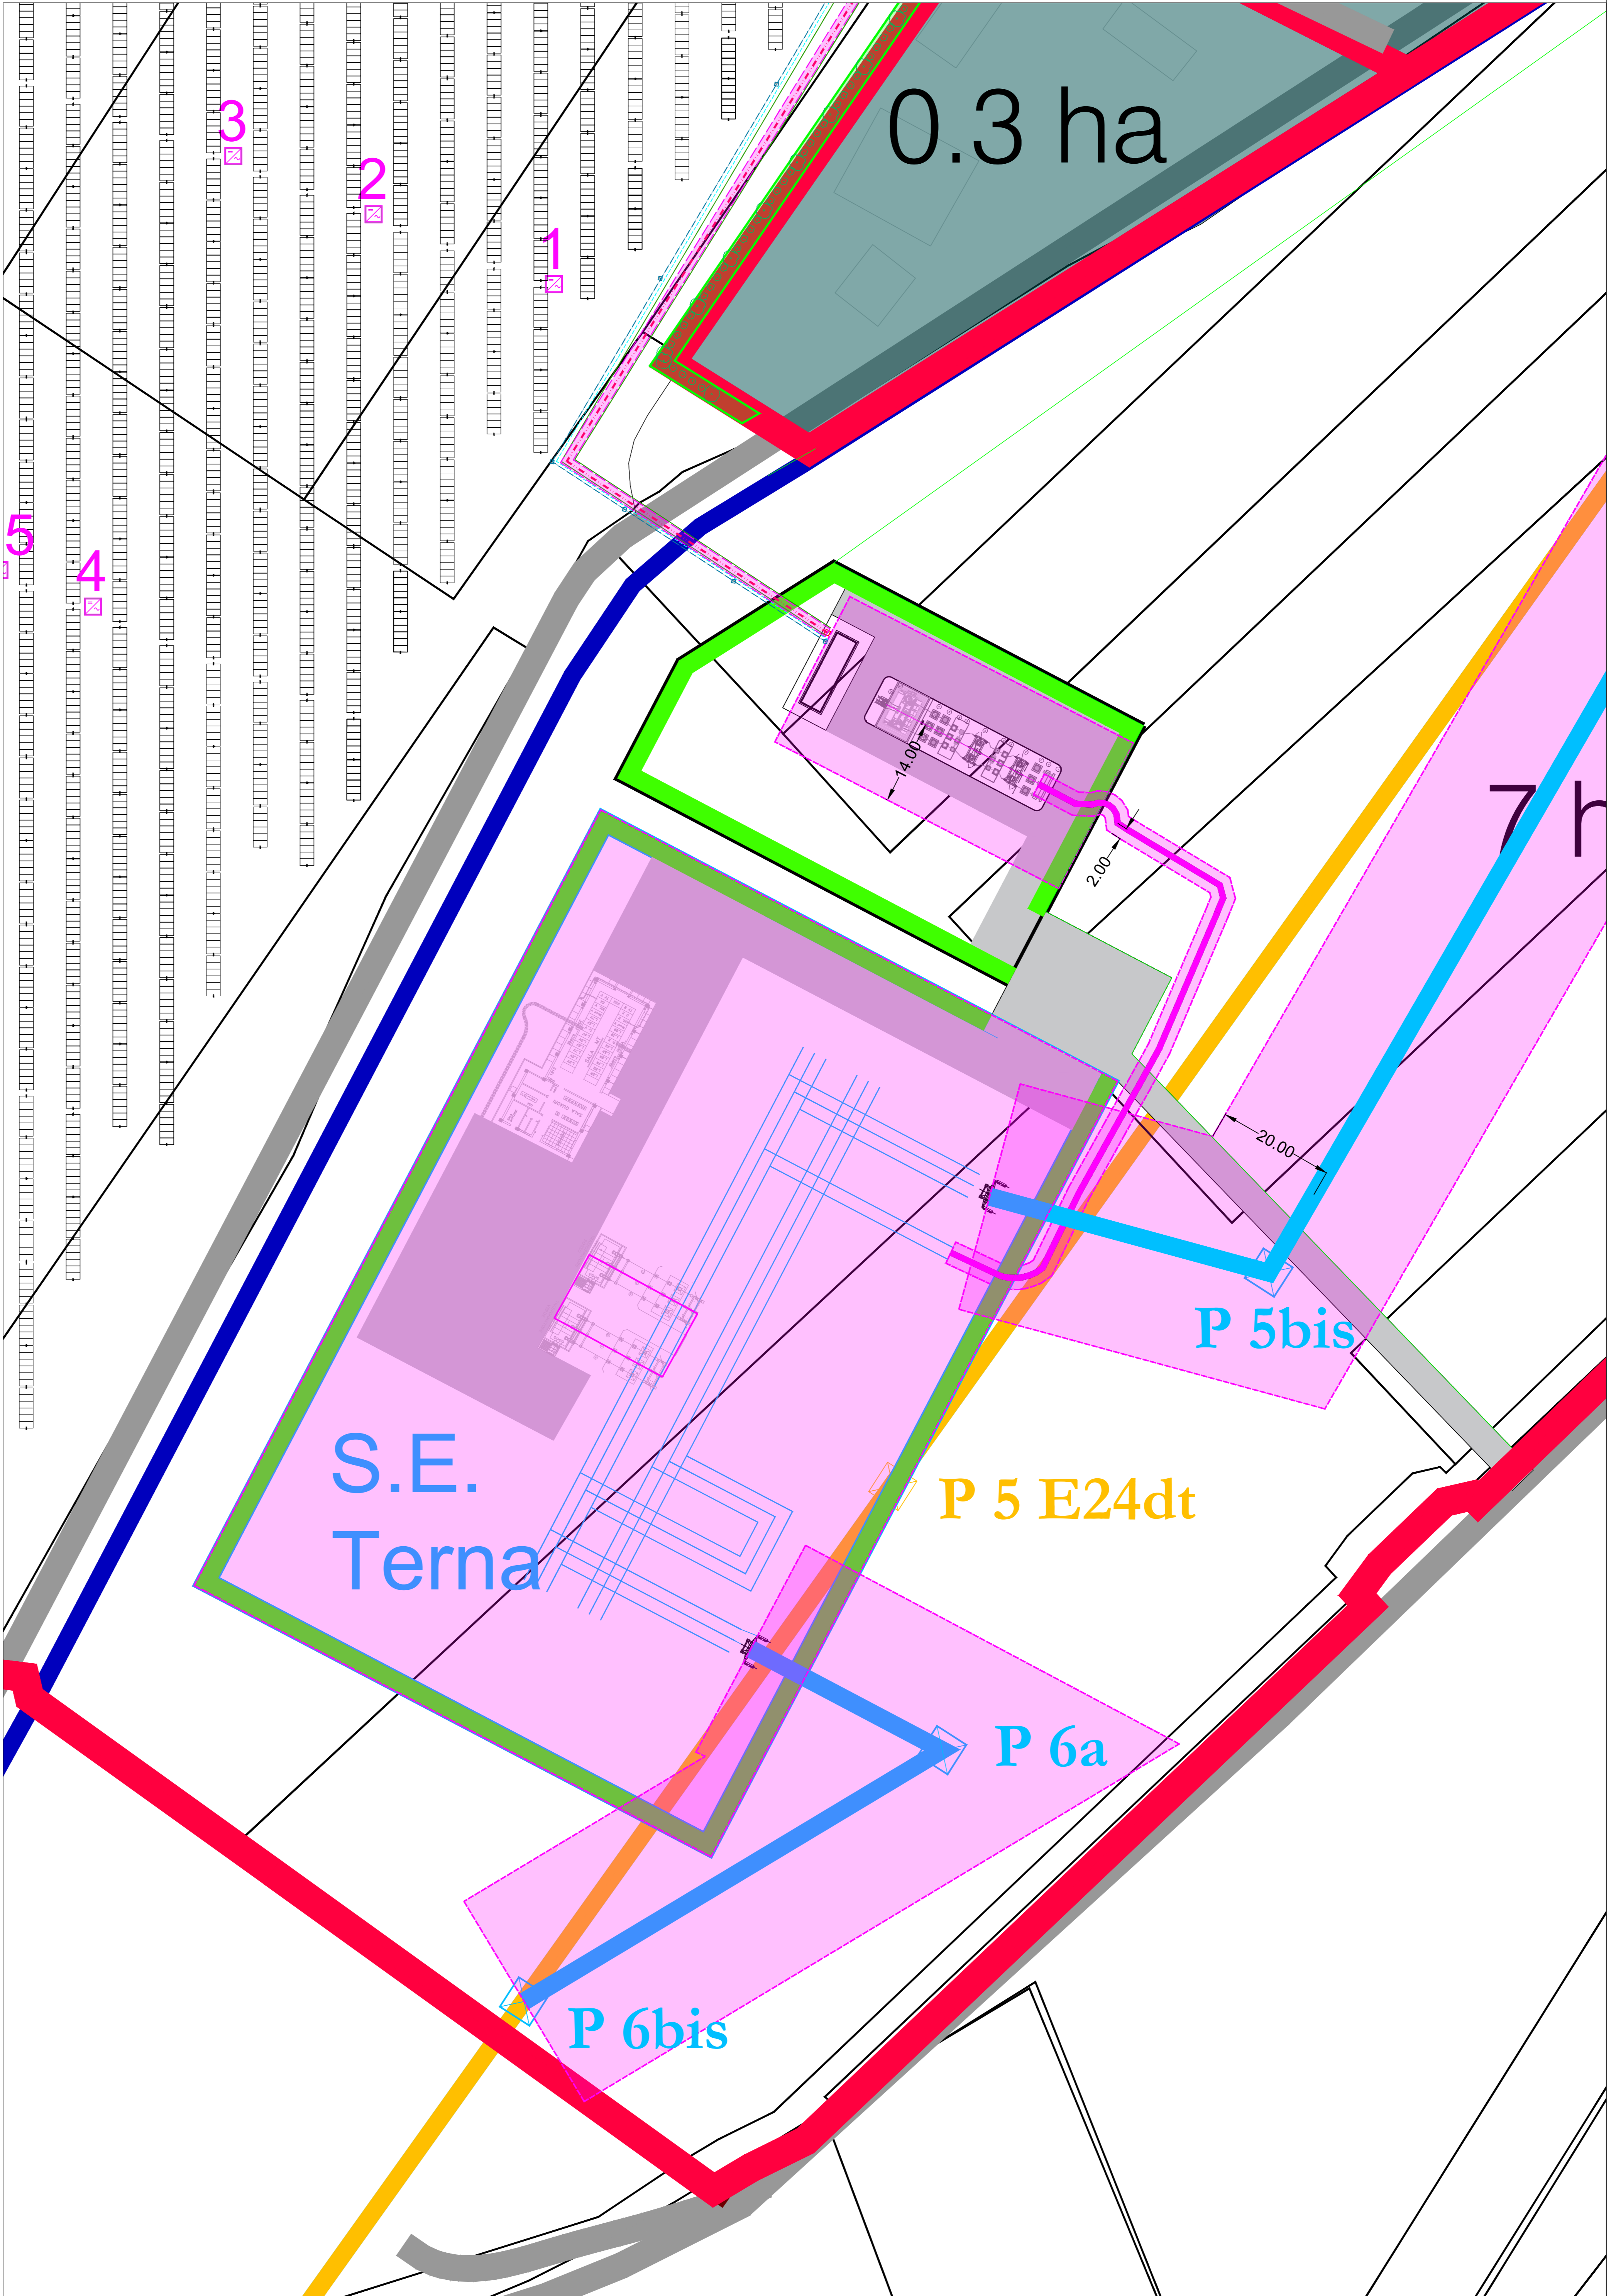 0.3 ha
3
2
1
5
4
14.00
7 h
2.00
20.00
P 5bis
S.E.
Terna
P 5 E24dt
P 6a
P 6bis